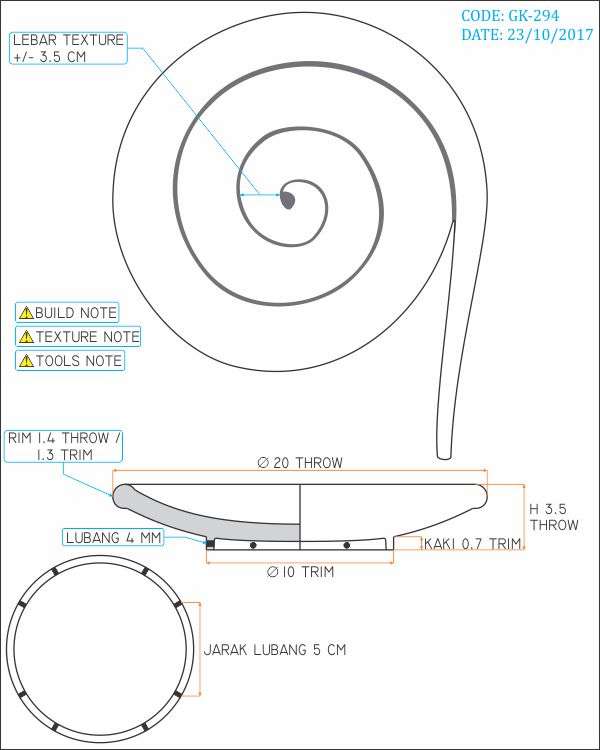 CODE: GK-294
DATE: 23/10/2017
LEBAR TEXTURE
+/- 3.5 CM
BUILD NOTE
TEXTURE NOTE
TOOLS NOTE
RIM 1.4 THROW /
1.3 TRIM
Ø 20 THROW
H 3.5
THROW
LUBANG 4 MM
KAKI 0.7 TRIM
Ø10 TRIM
JARAK LUBANG 5 CM